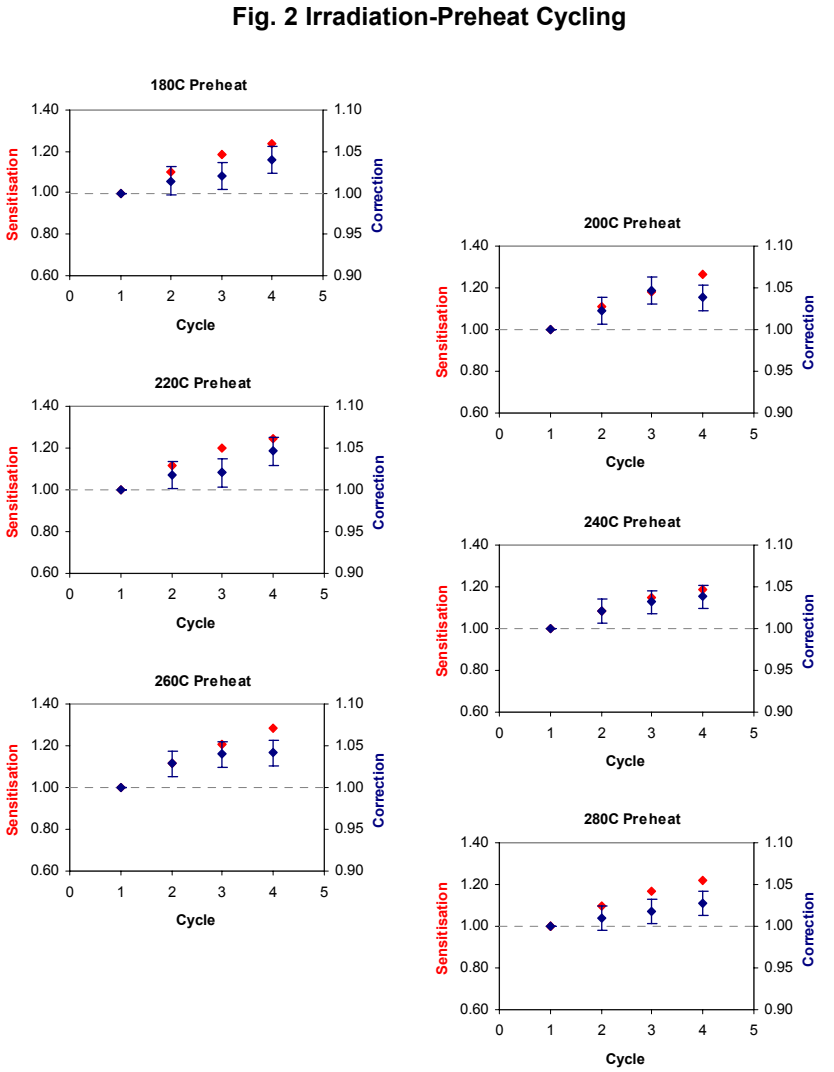 Fig. 2 Irradiation-Preheat Cycling
180C Preheat
1.40
1.20
1.00
0.80
0.60
1.10
1.05
1.00
0.95
0.90
0 1 2 3 4 5
Sensitisation
Correction
Cycle
200C Preheat
1.40
1.20
1.00
0.80
0.60
1.10
1.05
1.00
0.95
0.90
0 1 2 3 4 5
Sensitisation
Correction
Cycle
220C Preheat
1.40
1.20
1.00
0.80
0.60
1.10
1.05
1.00
0.95
0.90
0 1 2 3 4 5
Sensitisation
Correction
Cycle
240C Preheat
1.40
1.20
1.00
0.80
0.60
1.10
1.05
1.00
0.95
0.90
0 1 2 3 4 5
Sensitisation
Correction
Cycle
260C Preheat
1.40
1.20
1.00
0.80
0.60
1.10
1.05
1.00
0.95
0.90
0 1 2 3 4 5
Sensitisation
Correction
Cycle
280C Preheat
1.40
1.20
1.00
0.80
0.60
1.10
1.05
1.00
0.95
0.90
0 1 2 3 4 5
Sensitisation
Correction
Cycle